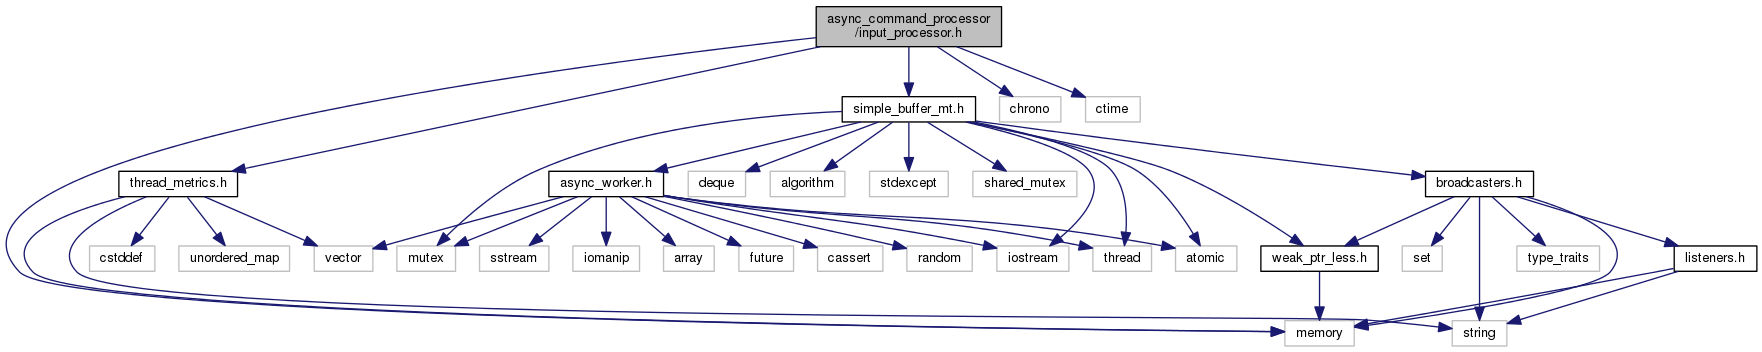 async_command_processor
/input_processor.h
simple_buffer_mt.h
chrono
ctime
thread_metrics.h
async_worker.h
deque
algorithm
stdexcept
shared_mutex
broadcasters.h
cstddef
unordered_map
vector
mutex
sstream
iomanip
array
future
cassert
random
iostream
thread
atomic
weak_ptr_less.h
set
type_traits
listeners.h
memory
string